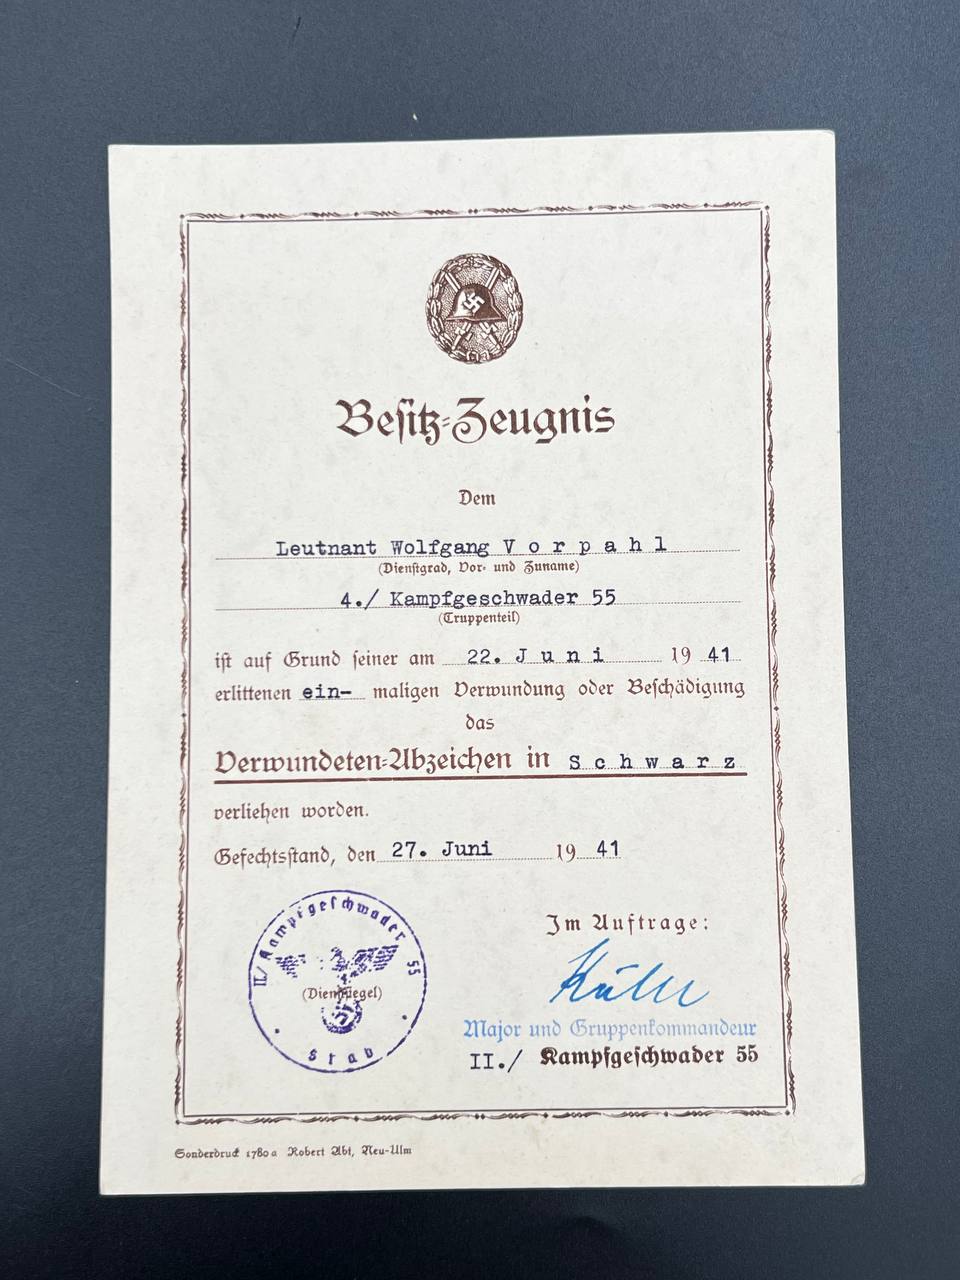 Besitz-Zeugnis
Dem
Leutnant Wolfgang V o r p a h l
(Dienstgrad, Vor- und Zuname)
4./ Kampfgeschwader 55
(Truppenteil)
ist auf Grund seiner am 22. J u n i 19 41
erlittenen ein- maligen Verwundung oder Beschädigung
das
Verwundeten-Abzeichen in S c h w a r z
verliehen worden.
Gefechtsstand, den 27. Juni 19 41
II./ Kampfgeschwader 55
(Dienstsiegel)
Stab
Im Auftrage:
Major und Gruppenkommandeur
II./ Kampfgeschwader 55
Sonderdruck 1780a Robert Abt, Neu-Ulm